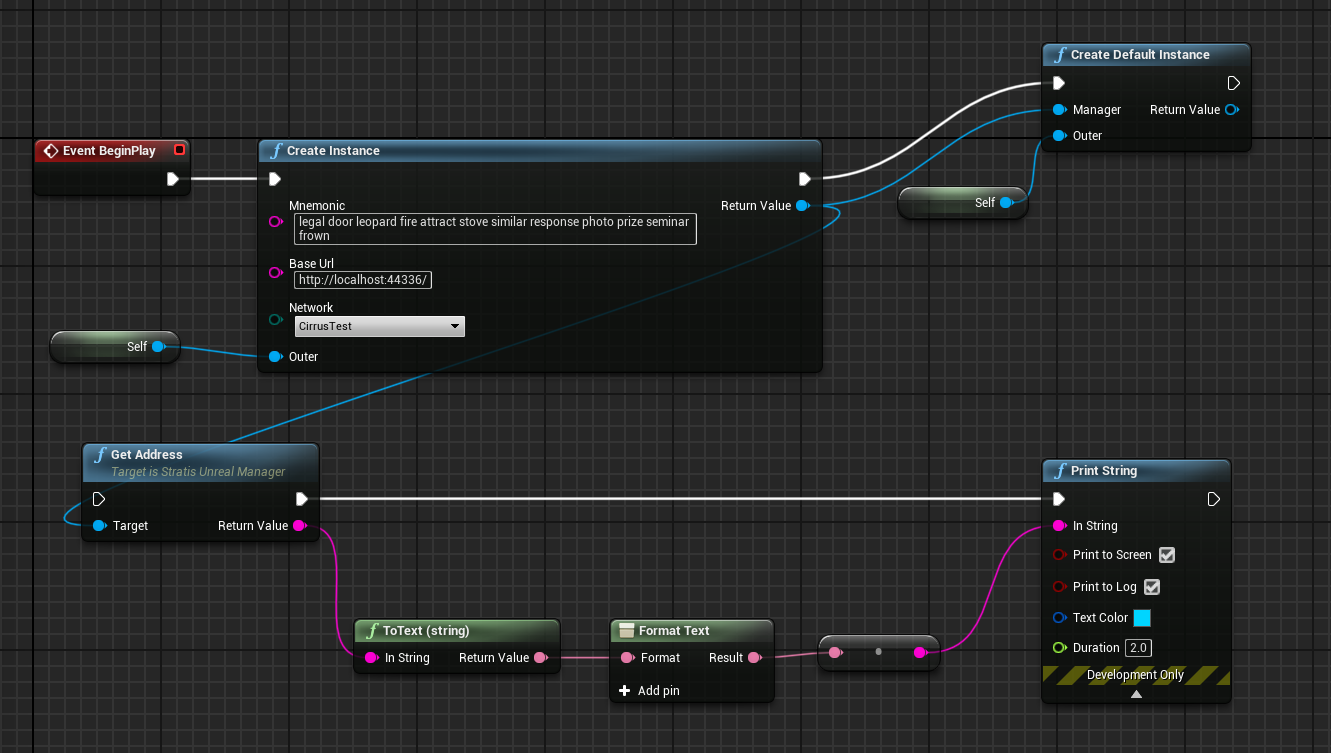 Create Default Instance
Manager
Return Value
Outer
Event BeginPlay
Create Instance
Mnemonic
legal door leopard fire attract stove similar response photo prize seminar
frown
Return Value
Base Url
http://localhost:44336/
Network
CirrusTest
Outer
Self
Self
Get Address
Target is Stratis Unreal Manager
Target
Return Value
Print String
In String
Print to Screen
Print to Log
Text Color
Duration
2.0
Development Only
ToText (string)
In String
Return Value
Format Text
Format
Result
Add pin